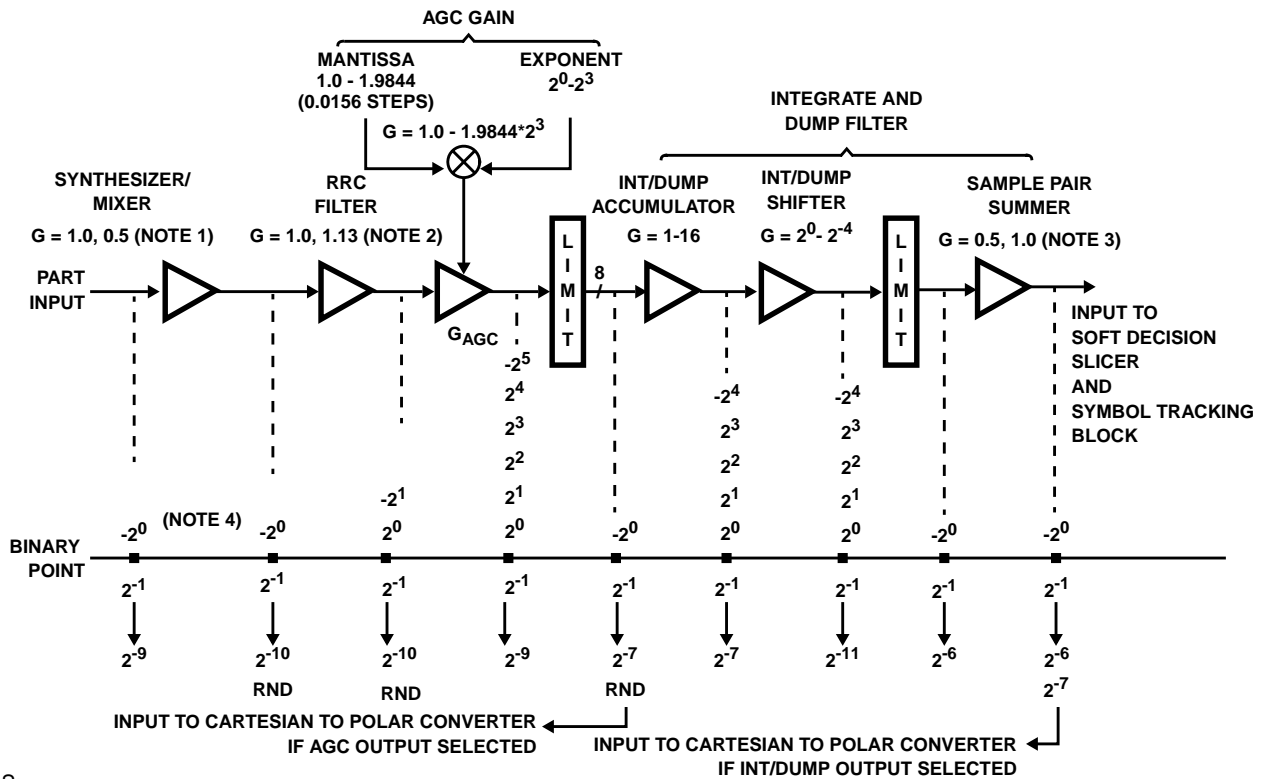 AGC GAIN
MANTISSA
1.0 - 1.9844
(0.0156 STEPS)
EXPONENT
2^0-2^3
G = 1.0 - 1.9844*2^3
INTEGRATE AND
DUMP FILTER
SYNTHESIZER/
MIXER
G = 1.0, 0.5 (NOTE 1)
RRC
FILTER
G = 1.0, 1.13 (NOTE 2)
INT/DUMP
ACCUMULATOR
G = 1-16
INT/DUMP
SHIFTER
G = 2^0- 2^-4
SAMPLE PAIR
SUMMER
G = 0.5, 1.0 (NOTE 3)
PART
INPUT
G_AGC
L
I
M
I
T
8
/
L
I
M
I
T
INPUT TO
SOFT DECISION
SLICER
AND
SYMBOL TRACKING
BLOCK
-2^5
2^4 -2^4 -2^4
2^3 2^3 2^3
2^2 2^2 2^2
-2^1 2^1 2^1 2^1
-2^0 (NOTE 4) -2^0 2^0 2^0 -2^0 2^0 2^0 -2^0 -2^0
BINARY
POINT
2^-1 2^-1 2^-1 2^-1 2^-1 2^-1 2^-1 2^-1 2^-1
2^-9 2^-10 2^-10 2^-9 2^-7 2^-7 2^-11 2^-6 2^-6
RND RND RND 2^-7
INPUT TO CARTESIAN TO POLAR CONVERTER
IF AGC OUTPUT SELECTED
INPUT TO CARTESIAN TO POLAR CONVERTER
IF INT/DUMP OUTPUT SELECTED